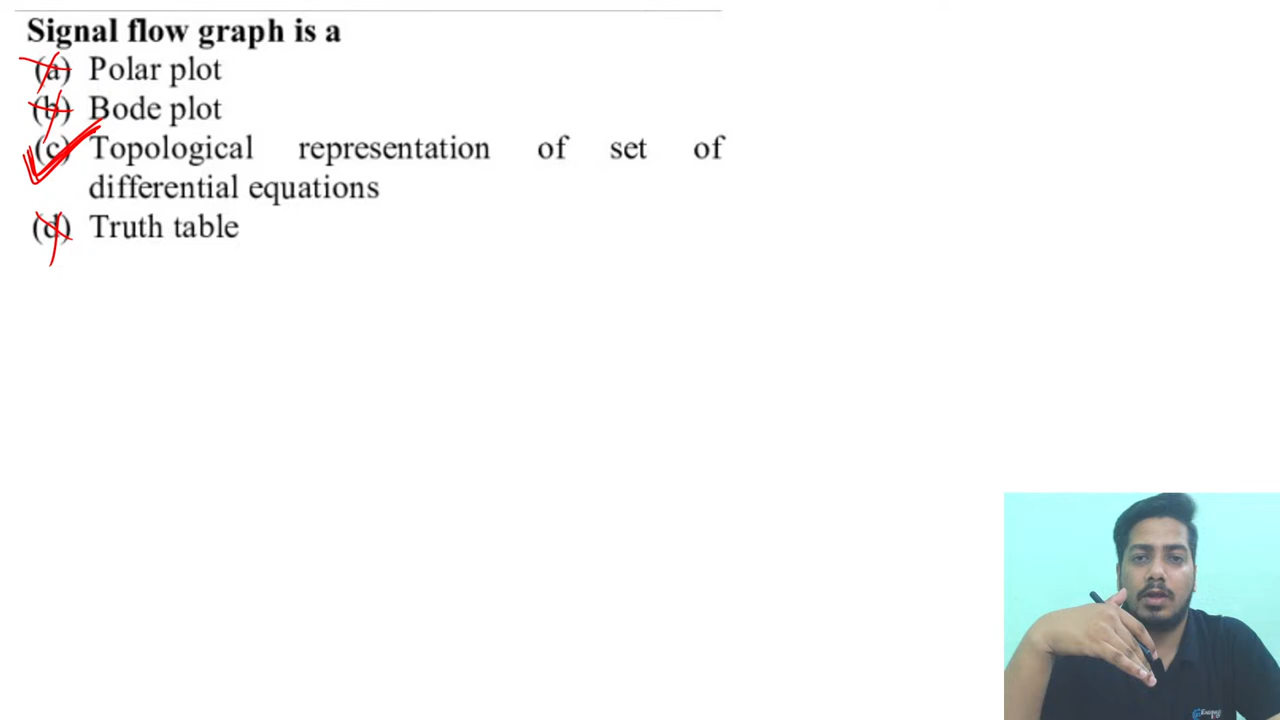 Signal flow graph is a
(a) Polar plot
(b) Bode plot
(c) Topological representation of set of
differential equations
(d) Truth table